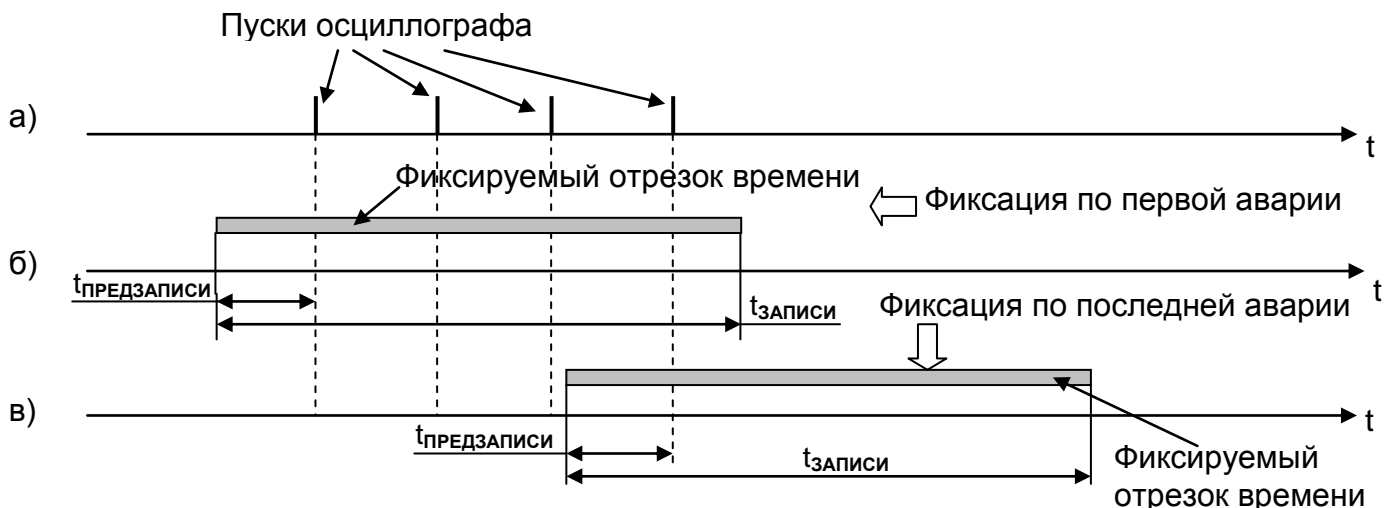 Пуски осциллографа
а)
t
Фиксируемый отрезок времени
Фиксация по первой аварии
б)
t
tПРЕДЗАПИСИ
tЗАПИСИ
Фиксация по последней аварии
в)
t
tПРЕДЗАПИСИ
tЗАПИСИ
Фиксируемый
отрезок времени